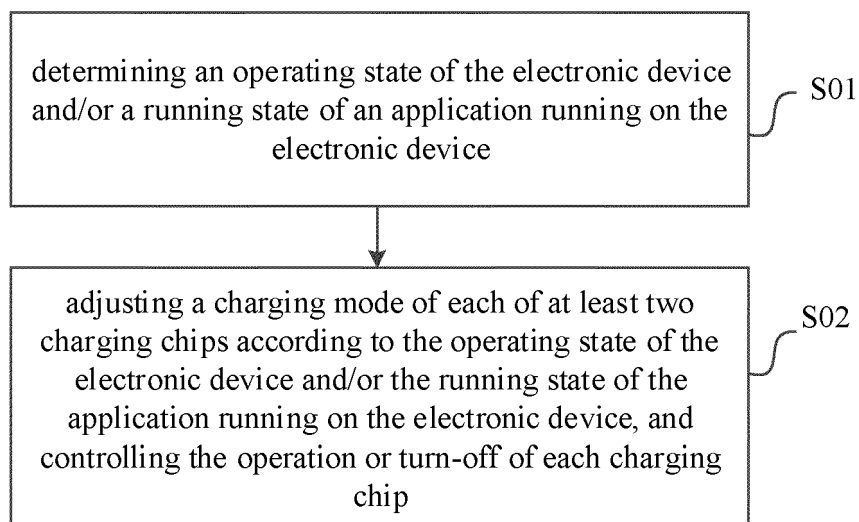 determining an operating state of the electronic device
and/or a running state of an application running on the
electronic device
S01
adjusting a charging mode of each of at least two
charging chips according to the operating state of the
electronic device and/or the running state of the
application running on the electronic device, and
controlling the operation or turn-off of each charging
chip
S02